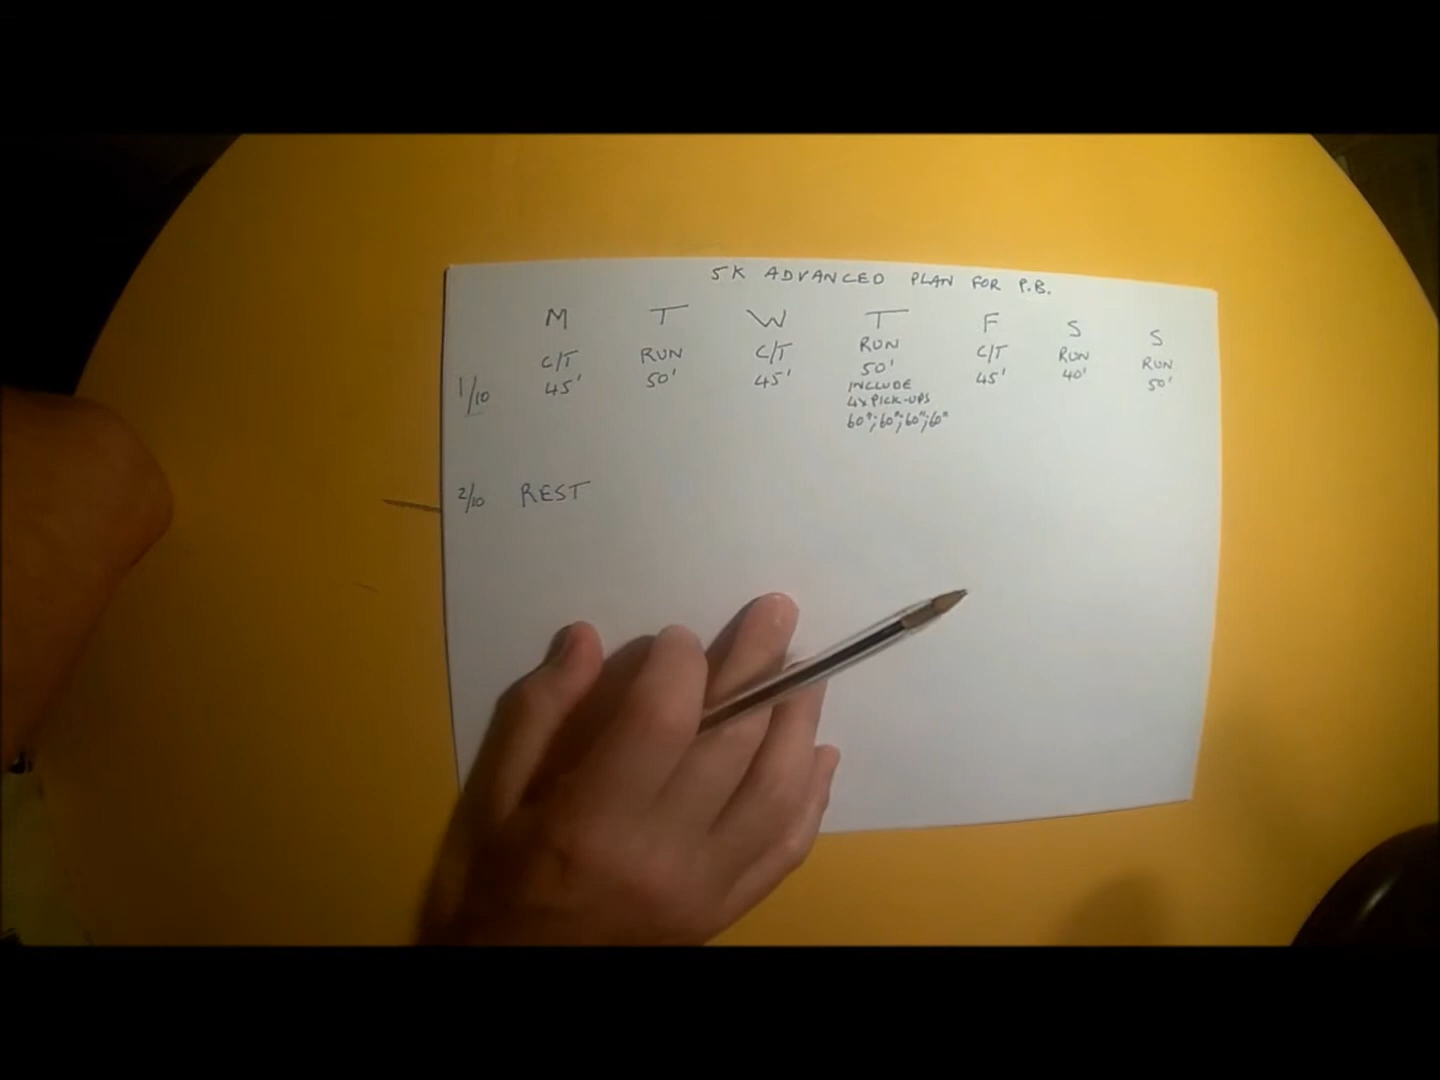 5K ADVANCED PLAN FOR P.B.
M T W T F S S
1/10 C/T 45' RUN 50' C/T 45' RUN 50' INCLUDE 4x PICK-UPS 60"; 60"; 60"; 60" C/T 45' RUN 40' RUN 50'
2/10 REST